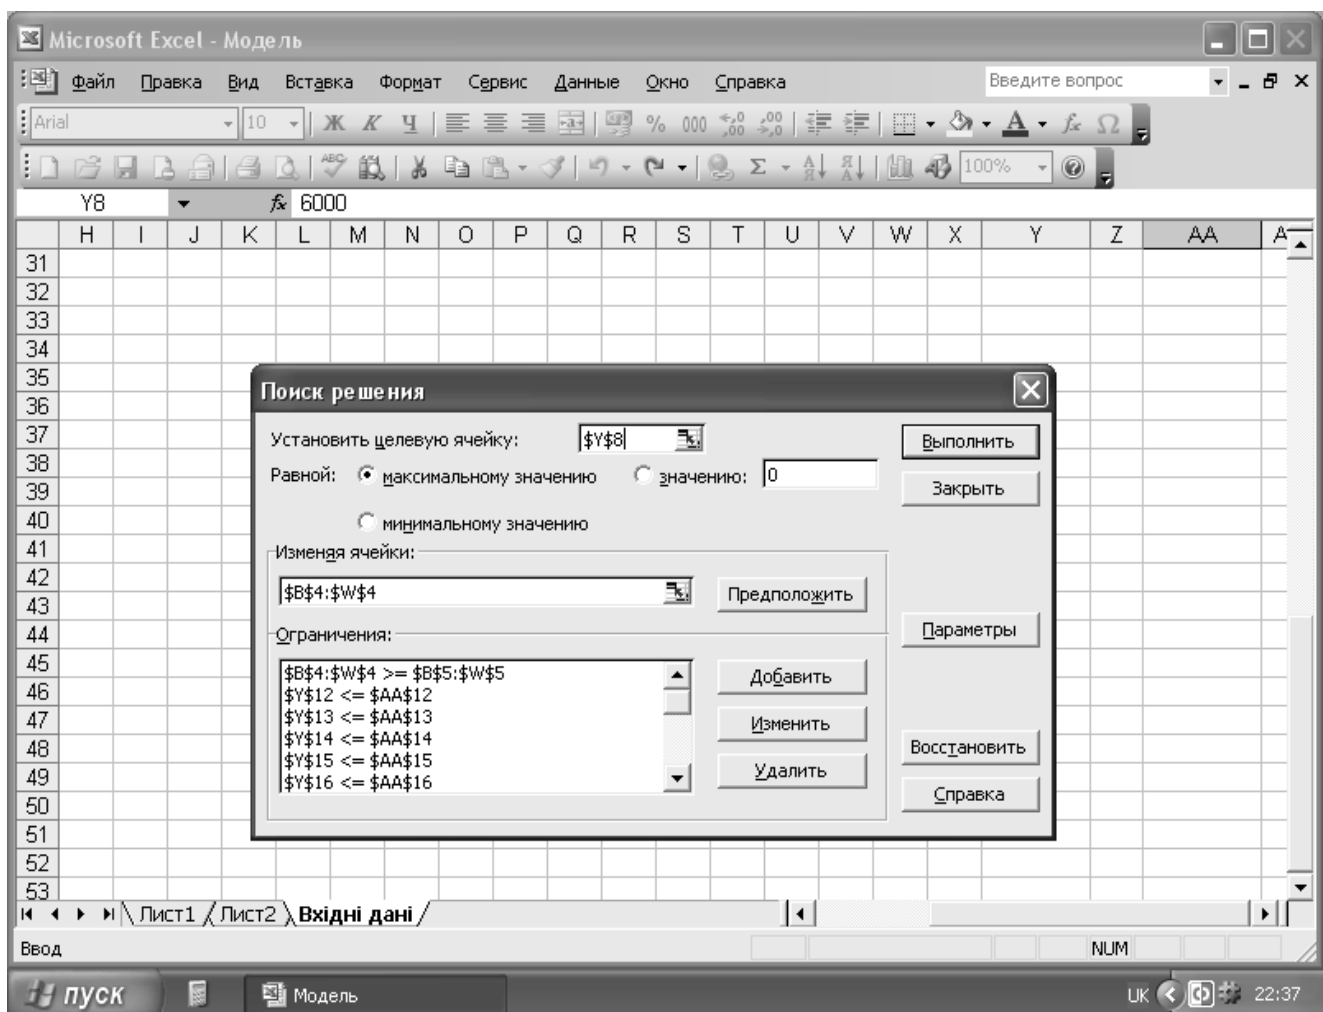 Microsoft Excel - Модель
Файл Правка Вид Вставка Формат Сервис Данные Окно Справка Введите вопрос
Arial 10 Ж К Ч % 000
100%
Y8 fx 6000
H I J K L M N O P Q R S T U V W X Y Z AA A
31
32
33
34
35
36
37
38
39
40
41
42
43
44
45
46
47
48
49
50
51
52
53
Поиск решения
Установить целевую ячейку: $Y$8 Выполнить
Равной: максимальному значению значению: 0 Закрыть
минимальному значению
Изменяя ячейки:
$B$4:$W$4 Предположить
Ограничения: Параметры
$B$4:$W$4 >= $B$5:$W$5 Добавить
$Y$12 <= $AA$12
$Y$13 <= $AA$13 Изменить
$Y$14 <= $AA$14 Восстановить
$Y$15 <= $AA$15 Удалить
$Y$16 <= $AA$16 Справка
Лист1 Лист2 Вхідні дані
Ввод NUM
пуск Модель UK 22:37